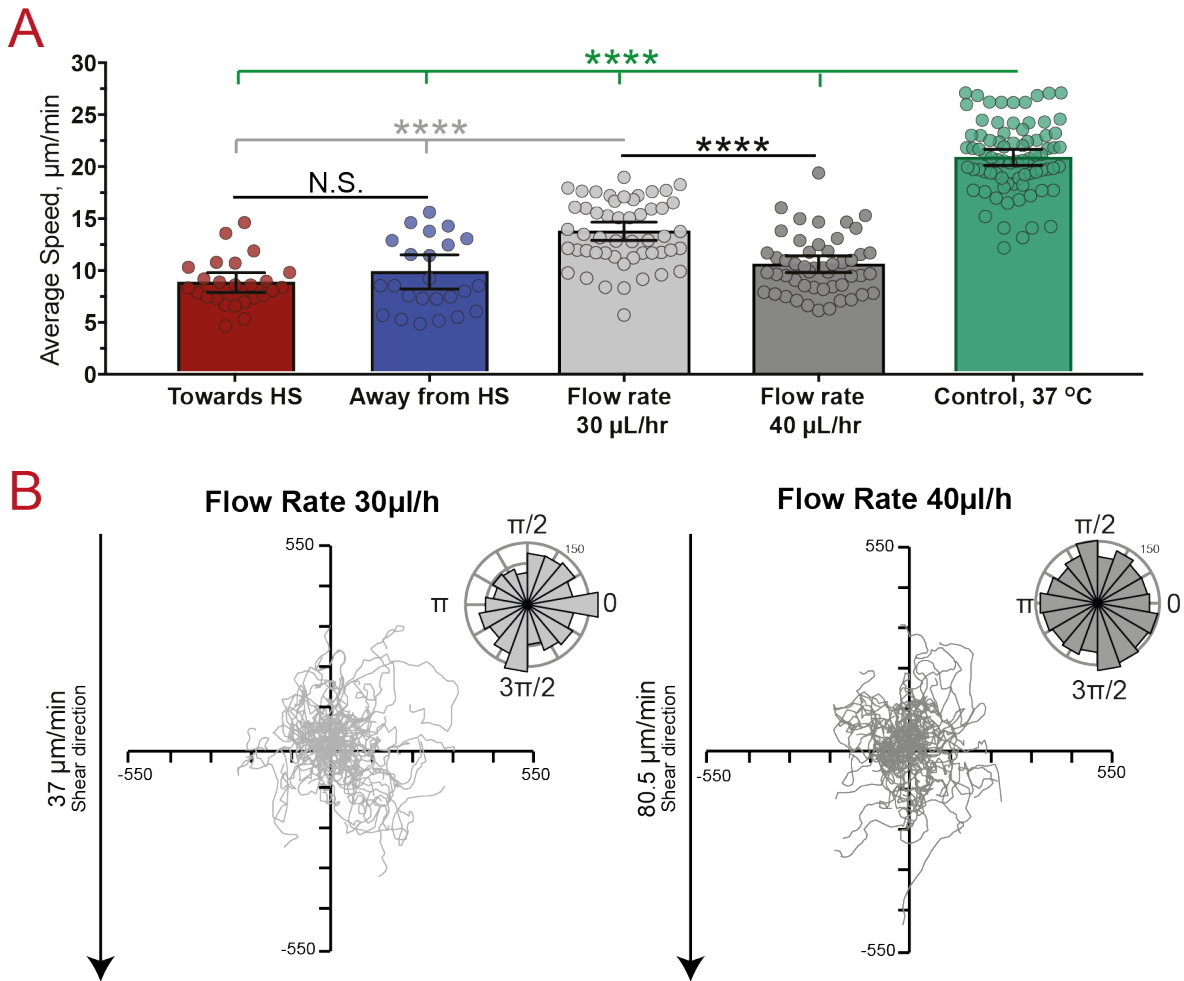 A
Average Speed, µm/min
30
25
20
15
10
5
0
****
****
****
N.S.
Towards HS
Away from HS
Flow rate
30 µL/hr
Flow rate
40 µL/hr
Control, 37 °C
B
Flow Rate 30µl/h
37 µm/min
Shear direction
550
-550
550
-550
π/2
150
π
0
3π/2
Flow Rate 40µl/h
80.5 µm/min
Shear direction
550
-550
550
-550
π/2
150
π
0
3π/2